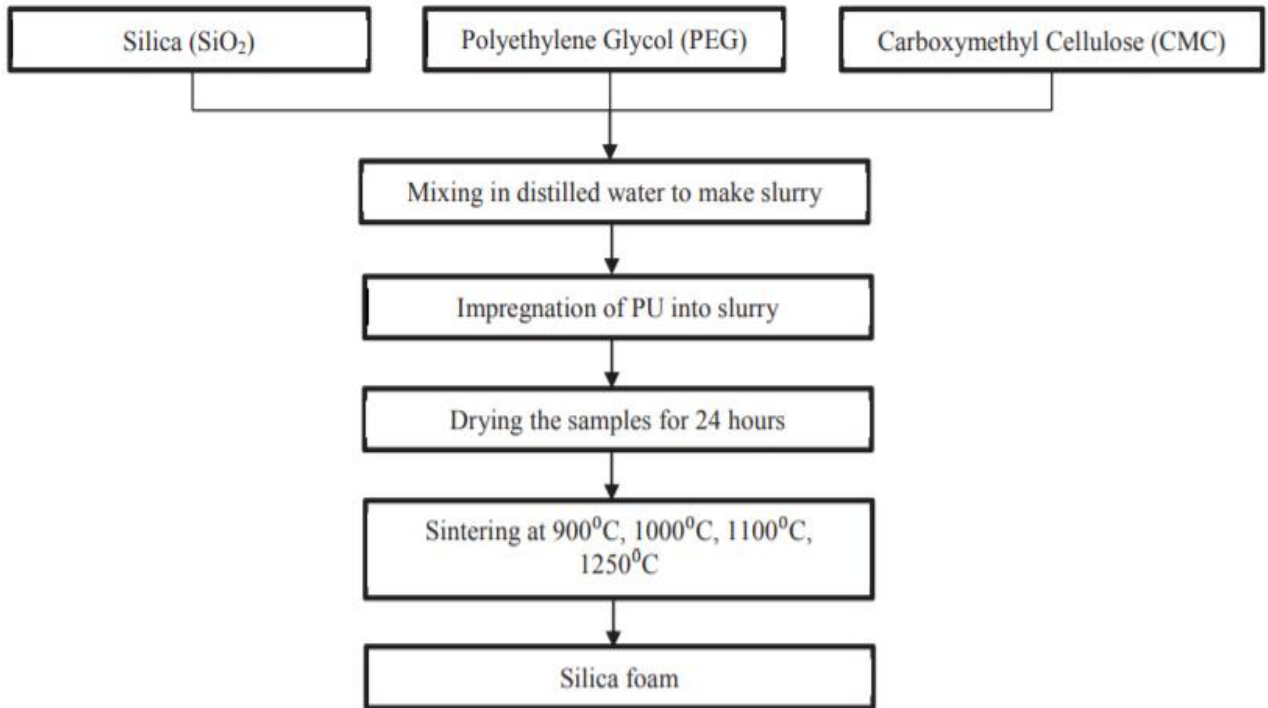 Silica (SiO₂)
Polyethylene Glycol (PEG)
Carboxymethyl Cellulose (CMC)
Mixing in distilled water to make slurry
Impregnation of PU into slurry
Drying the samples for 24 hours
Sintering at 900⁰C, 1000⁰C, 1100⁰C,
1250⁰C
Silica foam